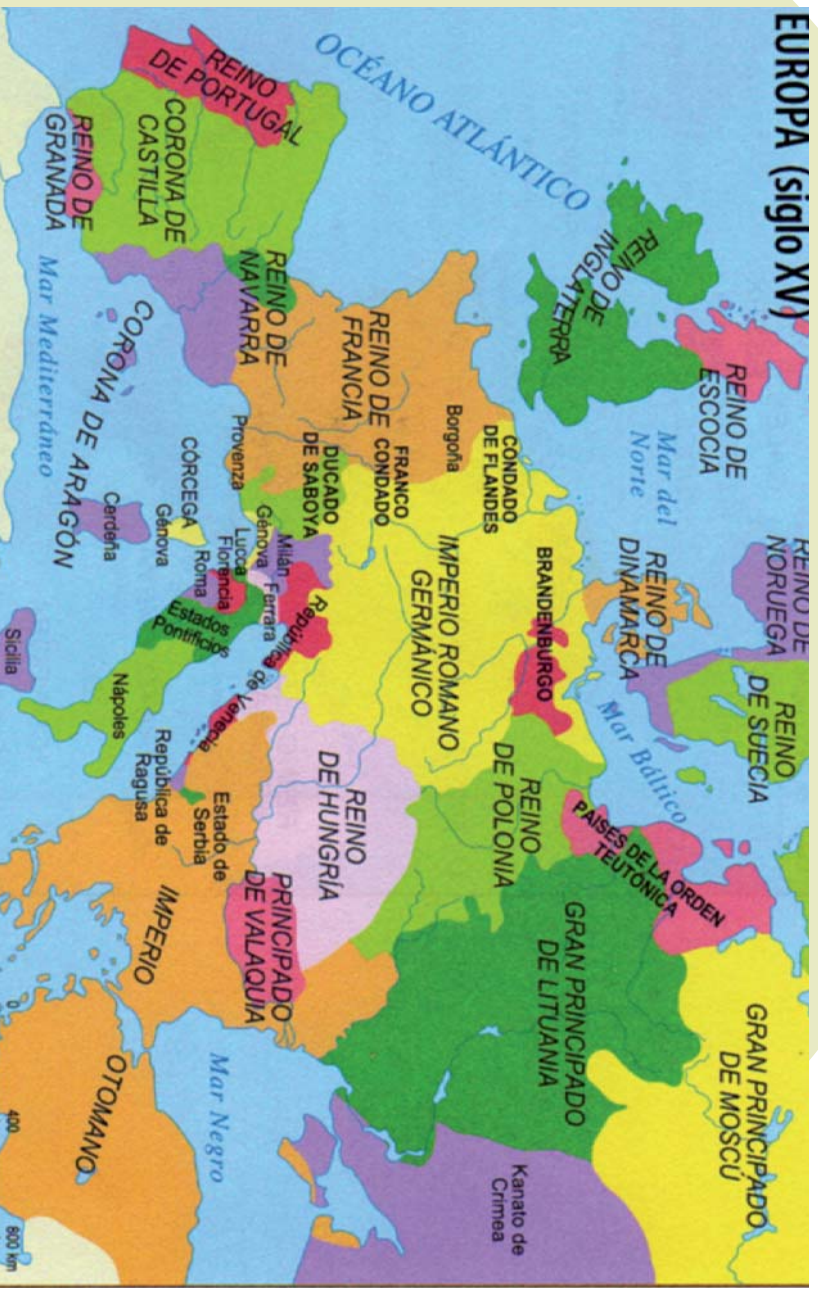 EUROPA (siglo XV)
REINO DE
NORUEGA
REINO
DE SUECIA
REINO DE
ESCOCIA
Mar del
Norte
REINO DE
DINAMARCA
Mar Báltico
PAISES DE LA ORDEN
TEUTÓNICA
GRAN PRINCIPADO
DE MOSCÚ
REINO DE
INGLATERRA
OCÉANO ATLÁNTICO
CONDADO
DE FLANDES
BRANDENBURGO
REINO
DE POLONIA
GRAN PRINCIPADO
DE LITUANIA
Kanato de
Crimea
Borgoña
IMPERIO ROMANO
GERMÁNICO
FRANCO
CONDADO
REINO DE
FRANCIA
DUCADO
DE SABOYA
REINO
DE HUNGRÍA
REINO DE
NAVARRA
Provenza
Milán
Génova
Lucca
Florencia
Ferrara
República de Venecia
PRINCIPADO
DE VALAQUIA
Mar Negro
REINO
DE PORTUGAL
CORONA DE
CASTILLA
CÓRCEGA
Génova
Roma
Estados
Pontificios
Estado de
Serbia
República de
Ragusa
IMPERIO
OTOMANO
CORONA DE ARAGÓN
Cerdeña
Nápoles
REINO DE
GRANADA
Mar Mediterráneo
Sicilia
0 400 800 km